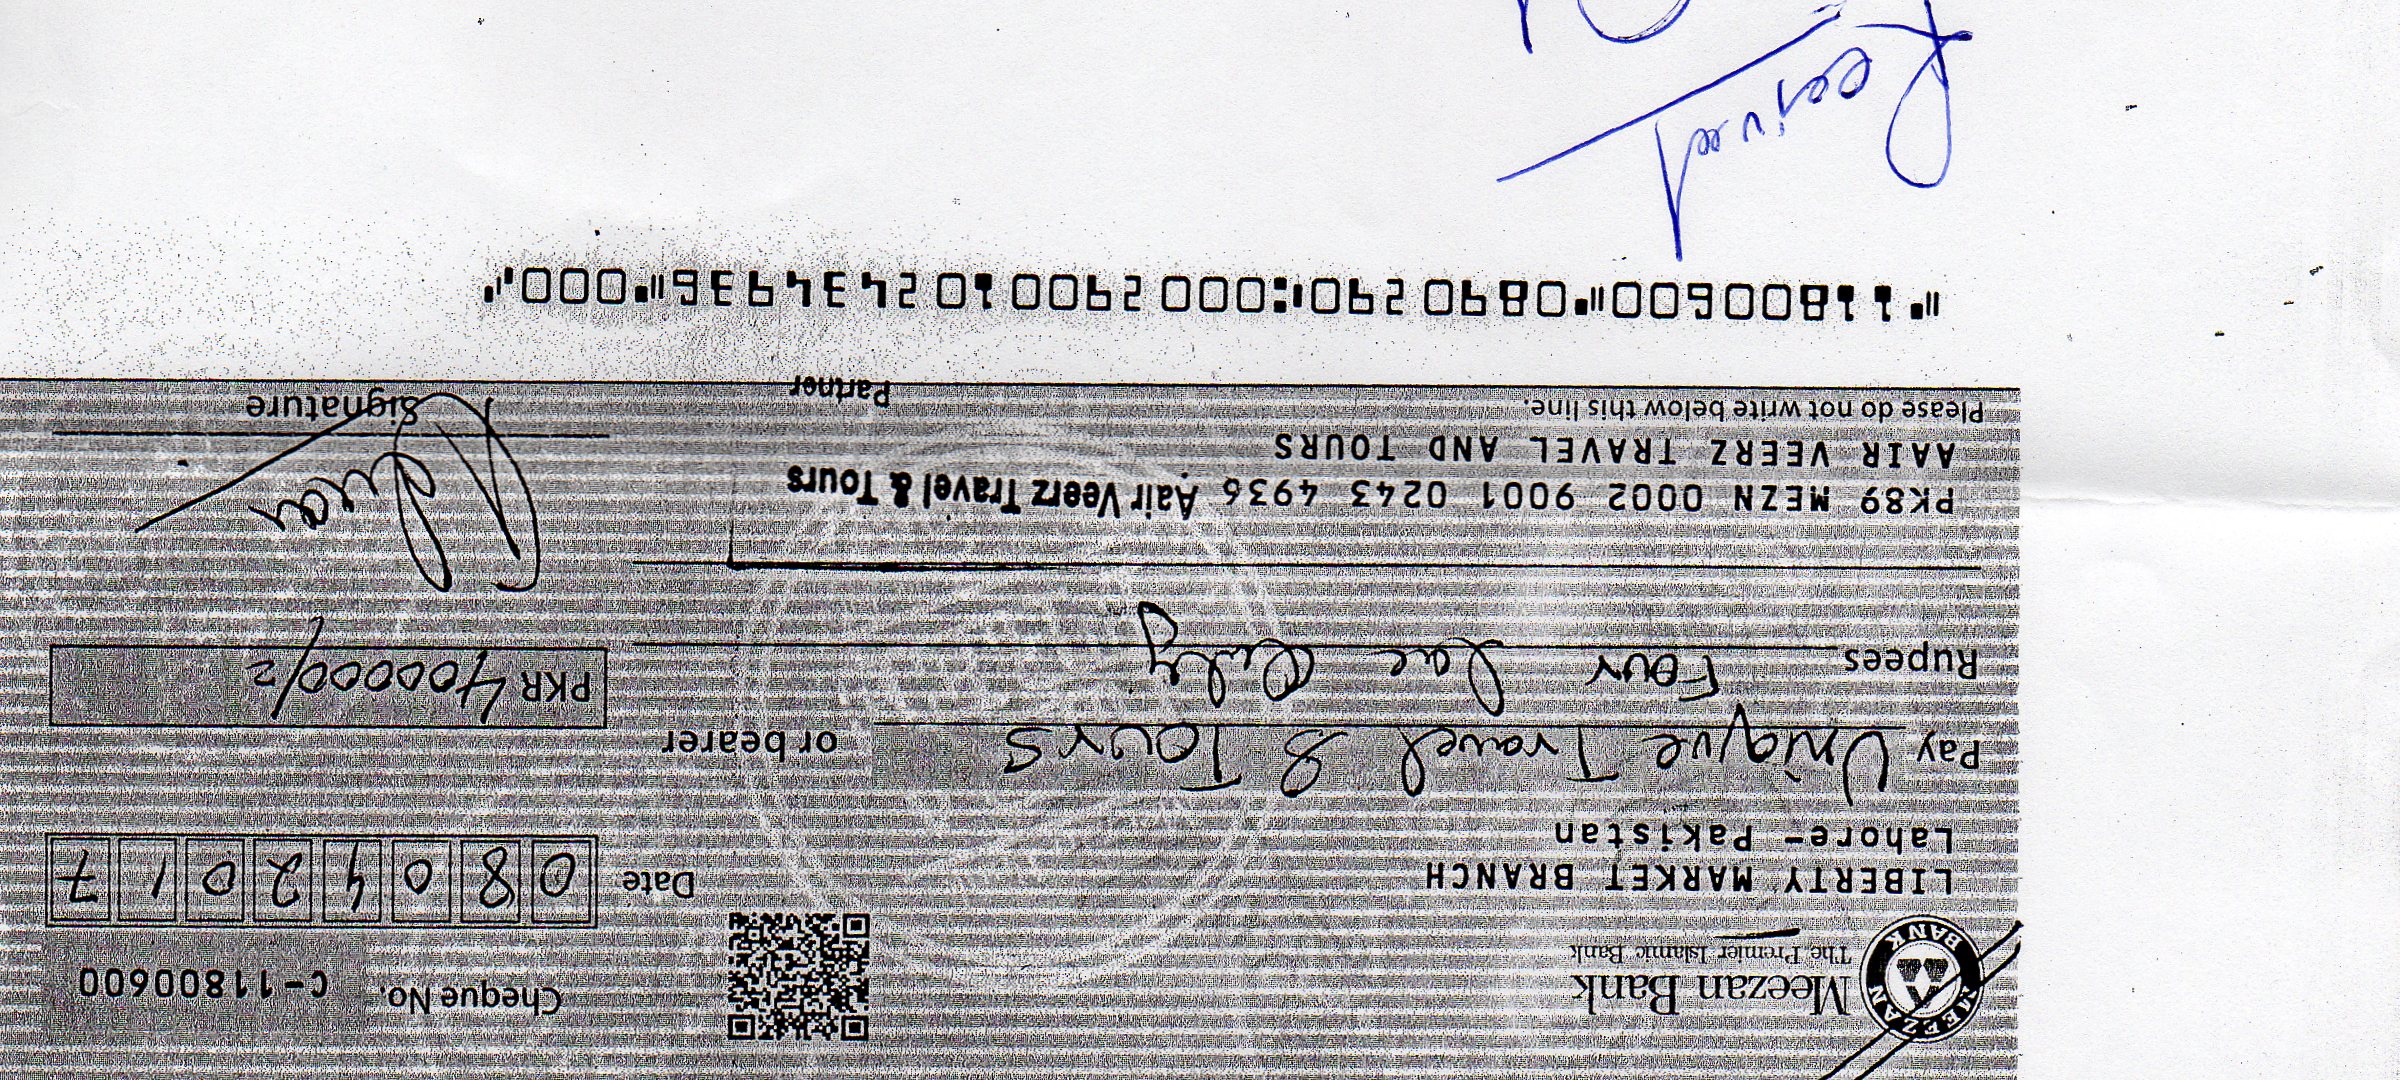 Meezan Bank
The Premier Islamic Bank
MEEZAN BANK
Cheque No. C-11800600
LIBERTY MARKET BRANCH
Lahore- Pakistan
Date 08042017
Pay Unique Travel & Tours or bearer
Rupees Four Lac Only
PKR 400000/=
PK89 MEZN 0002 9001 0243 4936
Aair Veerz Travel & Tours
AAIR VEERZ TRAVEL AND TOURS
Signature
Please do not write below this line.
Partner
⑈11800600⑈0890290⑆0002900102434936⑈000⑈
Received